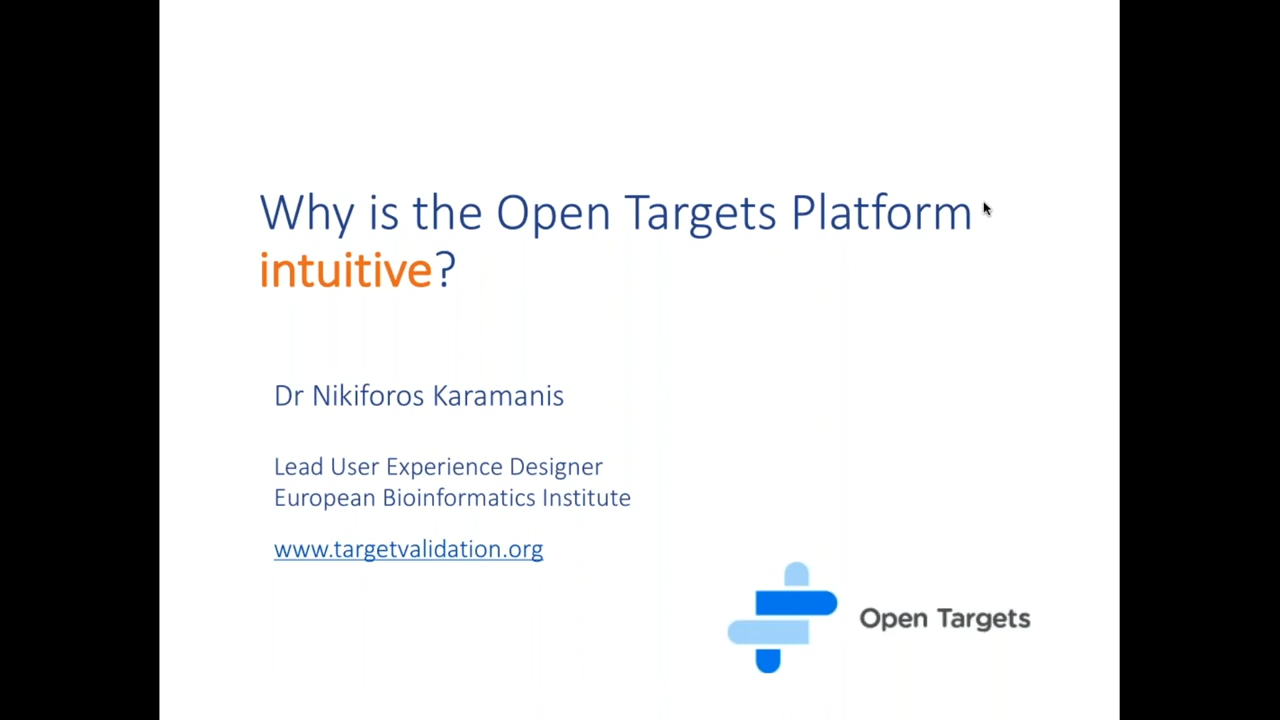 Why is the Open Targets Platform
intuitive?
Dr Nikiforos Karamanis
Lead User Experience Designer
European Bioinformatics Institute
www.targetvalidation.org
Open Targets